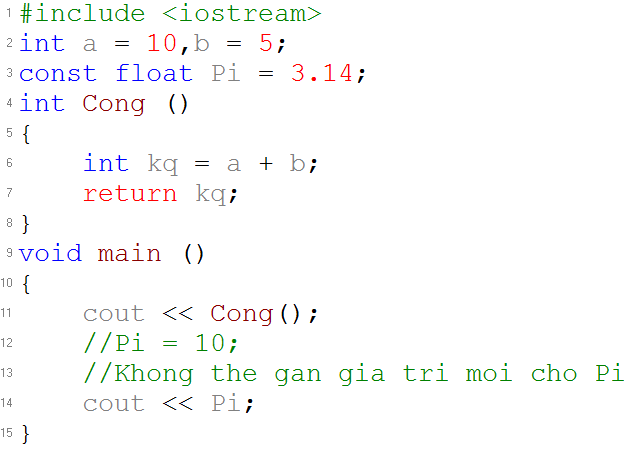 1 #include <iostream>
2 int a = 10,b = 5;
3 const float Pi = 3.14;
4 int Cong ()
5 {
6     int kq = a + b;
7     return kq;
8 }
9 void main ()
10 {
11     cout << Cong();
12     //Pi = 10;
13     //Khong the gan gia tri moi cho Pi
14     cout << Pi;
15 }